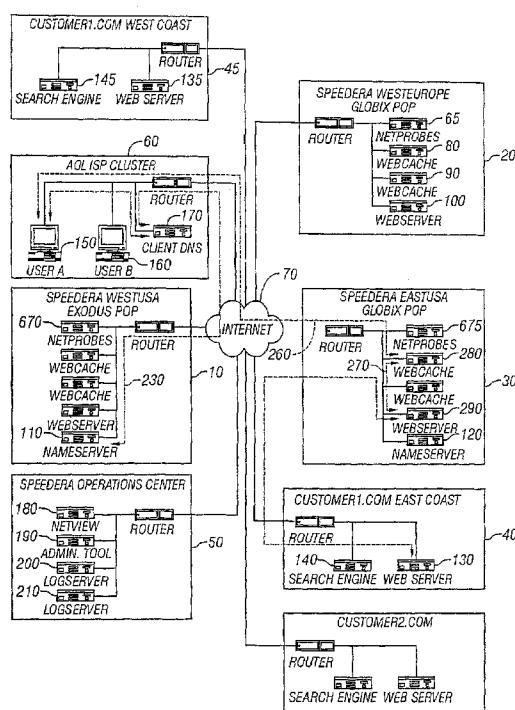 CUSTOMER1.COM WEST COAST
ROUTER
145
135
45
SEARCH ENGINE
WEB SERVER
60
AOL ISP CLUSTER
ROUTER
170
CLIENT DNS
150
160
USER A
USER B
SPEEDERA WESTUSA
EXODUS POP
670
NETPROBES
ROUTER
WEBCACHE
230
WEBCACHE
10
WEBSERVER
110
NAMESERVER
SPEEDERA OPERATIONS CENTER
180
NETVIEW
ROUTER
190
ADMIN. TOOL
200
50
LOGSERVER
210
LOGSERVER
70
INTERNET
260
SPEEDERA WESTEUROPE
GLOBIX POP
65
ROUTER
NETPROBES
80
WEBCACHE
20
90
WEBCACHE
100
WEBSERVER
SPEEDERA EASTUSA
GLOBIX POP
675
ROUTER
NETPROBES
270
280
WEBCACHE
30
WEBCACHE
290
WEBSERVER
120
NAMESERVER
CUSTOMER1.COM EAST COAST
ROUTER
40
140
130
SEARCH ENGINE
WEB SERVER
CUSTOMER2.COM
ROUTER
SEARCH ENGINE
WEB SERVER